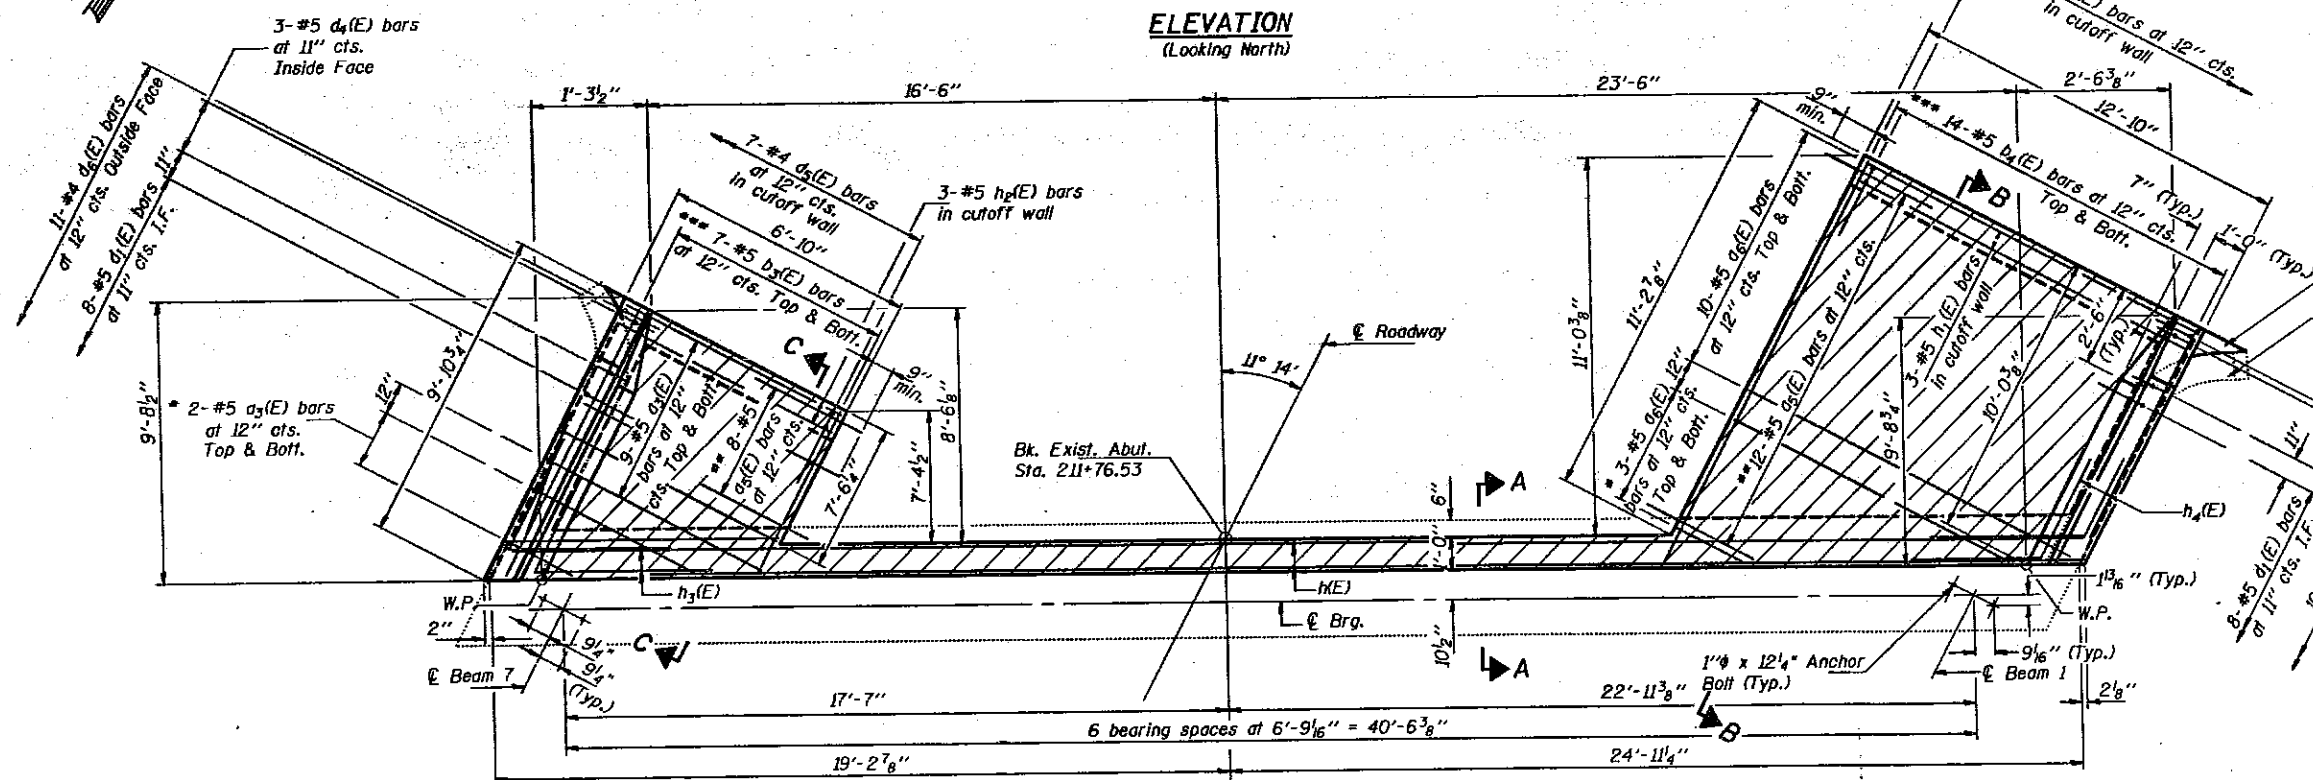 ELEVATION
(Looking North)
3-#5 d4(E) bars
at 11" cts.
Inside Face
11-#4 d6(E) bars
at 12" cts. Outside Face
8-#5 d1(E) bars 11"
at 11" cts. I.F.
1'-3½"
16'-6"
23'-6"
2'-6⅜"
bars at 12" cts.
in cutoff wall
12'-10"
7-#4 d5(E) bars
at 12" cts.
in cutoff wall
6'-10"
*** 7-#5 b3(E) bars
at 12" cts. Top & Bott.
3-#5 h2(E) bars
in cutoff wall
9"
min.
*** 14-#5 b4(E) bars at 12" cts.
Top & Bott.
B
7" (Typ.)
1'-0" (Typ.)
9'-8½"
9'-10¾"
12"
* 2-#5 a3(E) bars
at 12" cts.
Top & Bott.
9-#5 a3(E)
bars at 12"
cts. Top & Bott.
** 8-#5
a5(E) bars
at 12" cts.
C
9"
min.
7'-6¼"
7'-4½"
8'-6⅛"
11° 14'
℄ Roadway
Bk. Exist. Abut.
Sta. 211+76.53
11'-0⅜"
11'-2⅞"
10-#5 a6(E) bars
at 12" cts. Top & Bott.
* 3-#5 a6(E) 12"
bars at 12" cts.
Top & Bott.
** 12-#5 a5(E) bars at 12" cts.
3-#5 h1(E) bars
in cutoff wall
10'-0⅜"
9'-8¾"
2'-6"
(Typ.)
11"
h4(E)
8-#5 d1(E) bars
at 11" cts. I.F.
A
6"
1'-0"
10½"
A
W.P.
2"
h3(E)
h(E)
℄ Brg.
C
℄ Beam 7
9¼"
9¼"
(Typ.)
1"ϕ x 12¼" Anchor
Bolt (Typ.)
1 13/16" (Typ.)
W.P.
9/16" (Typ.)
℄ Beam 1
2⅛"
17'-7"
22'-11⅜"
B
6 bearing spaces at 6'-9 1/16" = 40'-6⅜"
19'-2⅞"
24'-11¼"